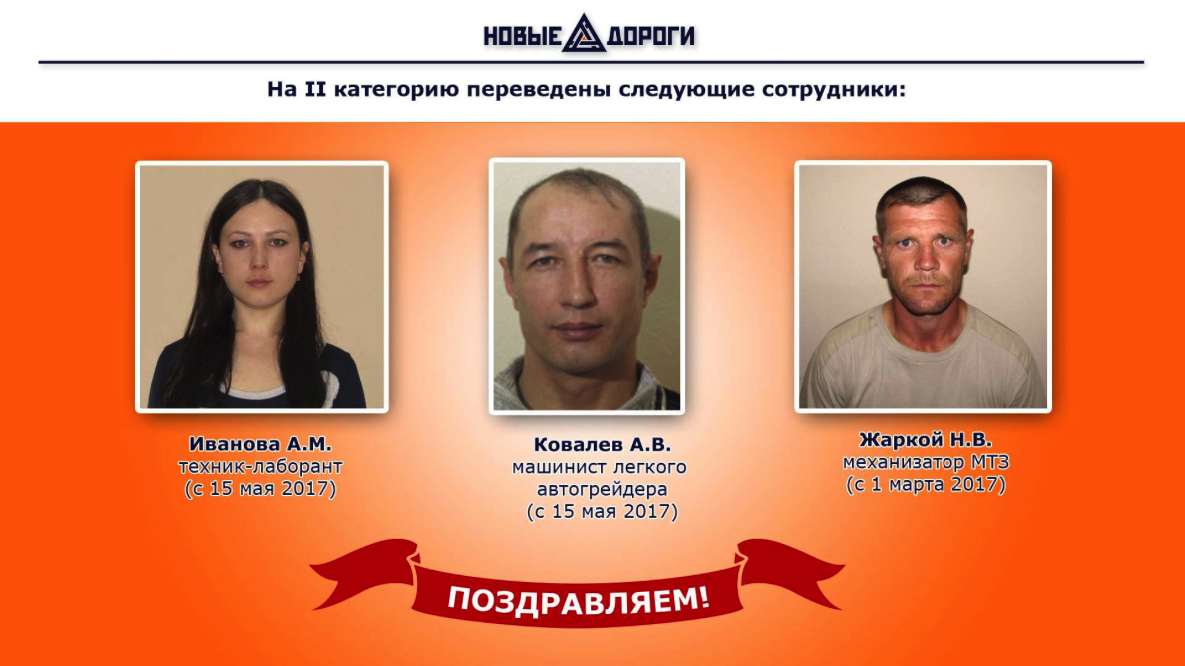 НОВЫЕ ДОРОГИ
На II категорию переведены следующие сотрудники:
Иванова А.М.
техник-лаборант
(с 15 мая 2017)
Ковалев А.В.
машинист легкого
автогрейдера
(с 15 мая 2017)
Жаркой Н.В.
механизатор МТЗ
(с 1 марта 2017)
ПОЗДРАВЛЯЕМ!